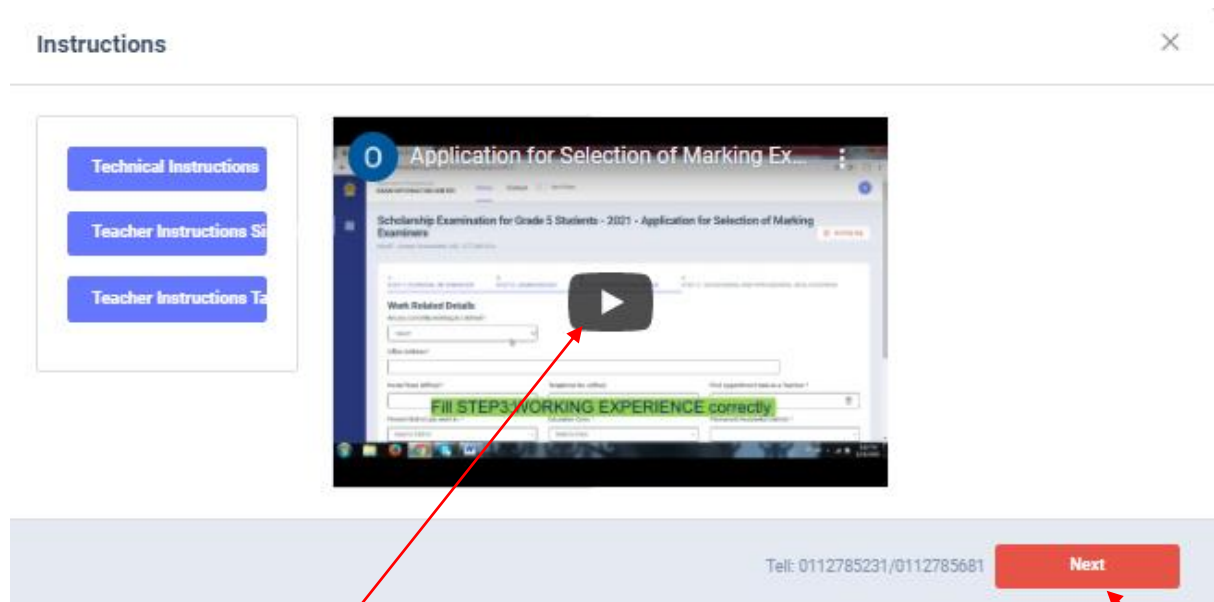 Instructions
Technical Instructions
Teacher Instructions Si
Teacher Instructions Ta
O Application for Selection of Marking Ex...
Scholarship Examination for Grade 5 Students - 2021 - Application for Selection of Marking
Examiners
Work Related Details
Office Address
Fill STEP3:WORKING EXPERIENCE correctly
Tell: 0112785231/0112785681
Next